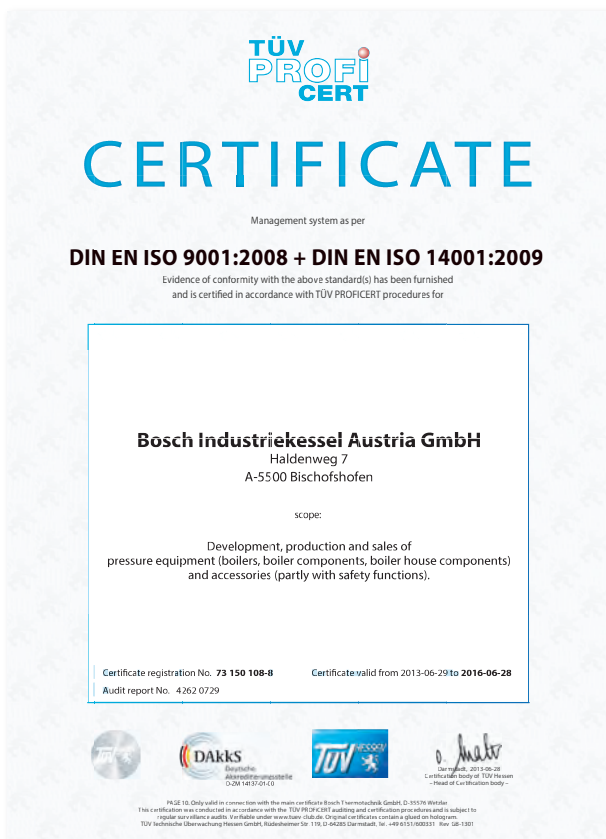 TÜV
PROFi
CERT
CERTIFICATE
Management system as per
DIN EN ISO 9001:2008 + DIN EN ISO 14001:2009
Evidence of conformity with the above standard(s) has been furnished
and is certified in accordance with TÜV PROFICERT procedures for
Bosch Industriekessel Austria GmbH
Haldenweg 7
A-5500 Bischofshofen
scope:
Development, production and sales of
pressure equipment (boilers, boiler components, boiler house components)
and accessories (partly with safety functions).
Certificate registration No. 73 150 108-8
Certificate valid from 2013-06-29 to 2016-06-28
Audit report No. 4262 0729
TÜV
DAkkS
Deutsche
Akkreditierungsstelle
D-ZM-14137-01-00
TÜV HESSEN
Darmstadt, 2013-06-28
Certification body of TÜV Hessen
– Head of Certification body –
PAGE 10. Only valid in connection with the main certificate Bosch Thermotechnik GmbH, D-35576 Wetzlar
This certification was conducted in accordance with the TÜV PROFICERT auditing and certification procedures and is subject to
regular surveillance audits. Verifiable under www.tuev-club.de. Original certificates contain a glued on hologram.
TÜV Technische Überwachung Hessen GmbH, Rüdesheimer Str. 119, D-64285 Darmstadt, Tel. +49 6151/600331 Rev. GB-1301